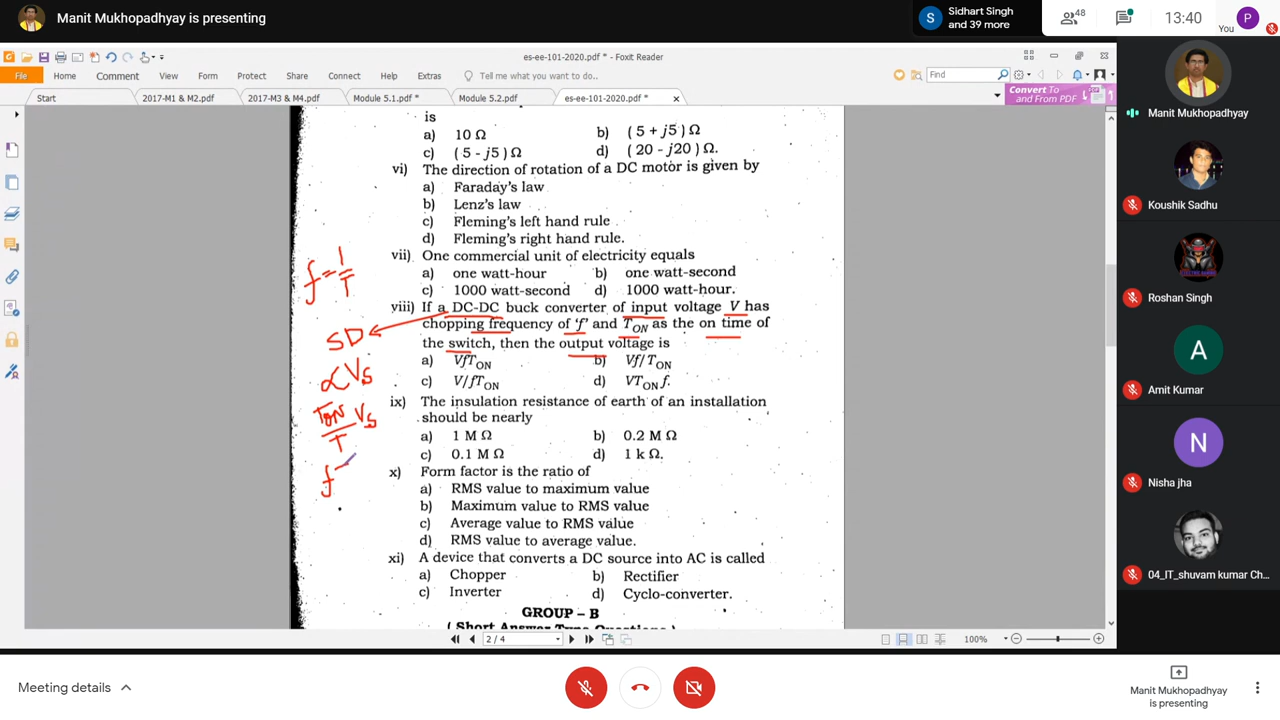 Manit Mukhopadhyay is presenting
Sidhart Singh
and 39 more
48
13:40
You
P
es-ee-101-2020.pdf * - Foxit Reader
File
Home
Comment
View
Form
Protect
Share
Connect
Help
Extras
Tell me what you want to do..
Find
Start
2017-M1 & M2.pdf
2017-M3 & M4.pdf
Module 5.1.pdf *
Module 5.2.pdf
es-ee-101-2020.pdf *
Convert To
and From PDF
is
a) 10 Ω b) ( 5 + j5 ) Ω
c) ( 5 - j5 ) Ω d) ( 20 - j20 ) Ω.
vi) The direction of rotation of a DC motor is given by
a) Faraday's law
b) Lenz's law
c) Fleming's left hand rule
d) Fleming's right hand rule.
vii) One commercial unit of electricity equals
a) one watt-hour b) one watt-second
c) 1000 watt-second d) 1000 watt-hour.
viii) If a DC-DC buck converter of input voltage V has
chopping frequency of 'f' and TON as the on time of
the switch, then the output voltage is
a) VfTON b) Vf/TON
c) V/fTON d) VTON f.
ix) The insulation resistance of earth of an installation
should be nearly
a) 1 M Ω b) 0.2 M Ω
c) 0.1 M Ω d) 1 k Ω.
x) Form factor is the ratio of
a) RMS value to maximum value
b) Maximum value to RMS value
c) Average value to RMS value
d) RMS value to average value.
xi) A device that converts a DC source into AC is called
a) Chopper b) Rectifier
c) Inverter d) Cyclo-converter.
GROUP – B
( Short Answer Type Questions )
f = 1/T
SD
∝ Vs
TON/T Vs
f
2 / 4
100%
S
Manit Mukhopadhyay
Koushik Sadhu
Roshan Singh
A
Amit Kumar
N
Nisha jha
04_IT_shuvam kumar Ch...
Meeting details
Manit Mukhopadhyay
is presenting